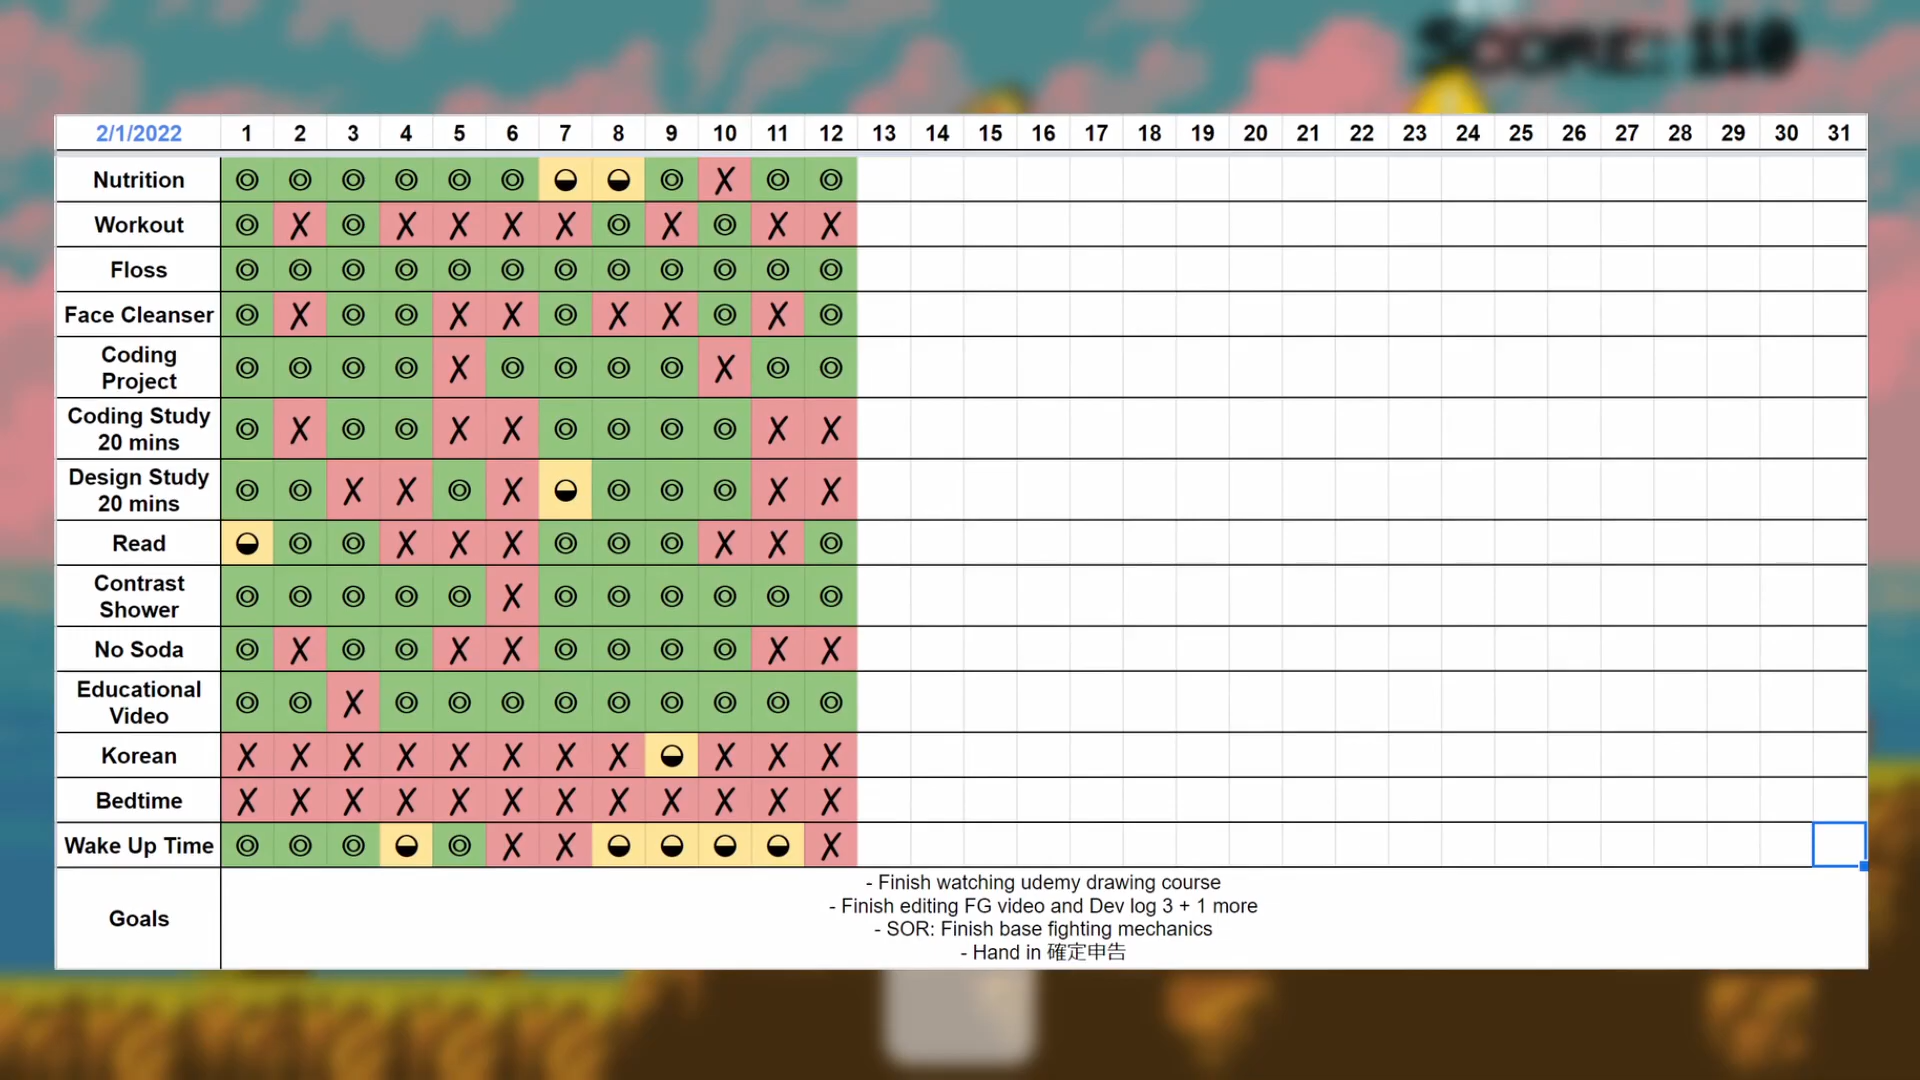 SCORE: 110
2/1/2022 1 2 3 4 5 6 7 8 9 10 11 12 13 14 15 16 17 18 19 20 21 22 23 24 25 26 27 28 29 30 31
Nutrition ◎ ◎ ◎ ◎ ◎ ◎ ◒ ◒ ◎ X ◎ ◎
Workout ◎ X ◎ X X X X ◎ X ◎ X X
Floss ◎ ◎ ◎ ◎ ◎ ◎ ◎ ◎ ◎ ◎ ◎ ◎
Face Cleanser ◎ X ◎ ◎ X X ◎ X X ◎ X ◎
Coding
Project ◎ ◎ ◎ ◎ X ◎ ◎ ◎ ◎ X ◎ ◎
Coding Study
20 mins ◎ X ◎ ◎ X X ◎ ◎ ◎ ◎ X X
Design Study
20 mins ◎ ◎ X X ◎ X ◒ ◎ ◎ ◎ X X
Read ◒ ◎ ◎ X X X ◎ ◎ ◎ X X ◎
Contrast
Shower ◎ ◎ ◎ ◎ ◎ X ◎ ◎ ◎ ◎ ◎ ◎
No Soda ◎ X ◎ ◎ X X ◎ ◎ ◎ ◎ X X
Educational
Video ◎ ◎ X ◎ ◎ ◎ ◎ ◎ ◎ ◎ ◎ ◎
Korean X X X X X X X X ◒ X X X
Bedtime X X X X X X X X X X X X
Wake Up Time ◎ ◎ ◎ ◒ ◎ X X ◒ ◒ ◒ ◒ X
Goals
- Finish watching udemy drawing course
- Finish editing FG video and Dev log 3 + 1 more
- SOR: Finish base fighting mechanics
- Hand in 確定申告